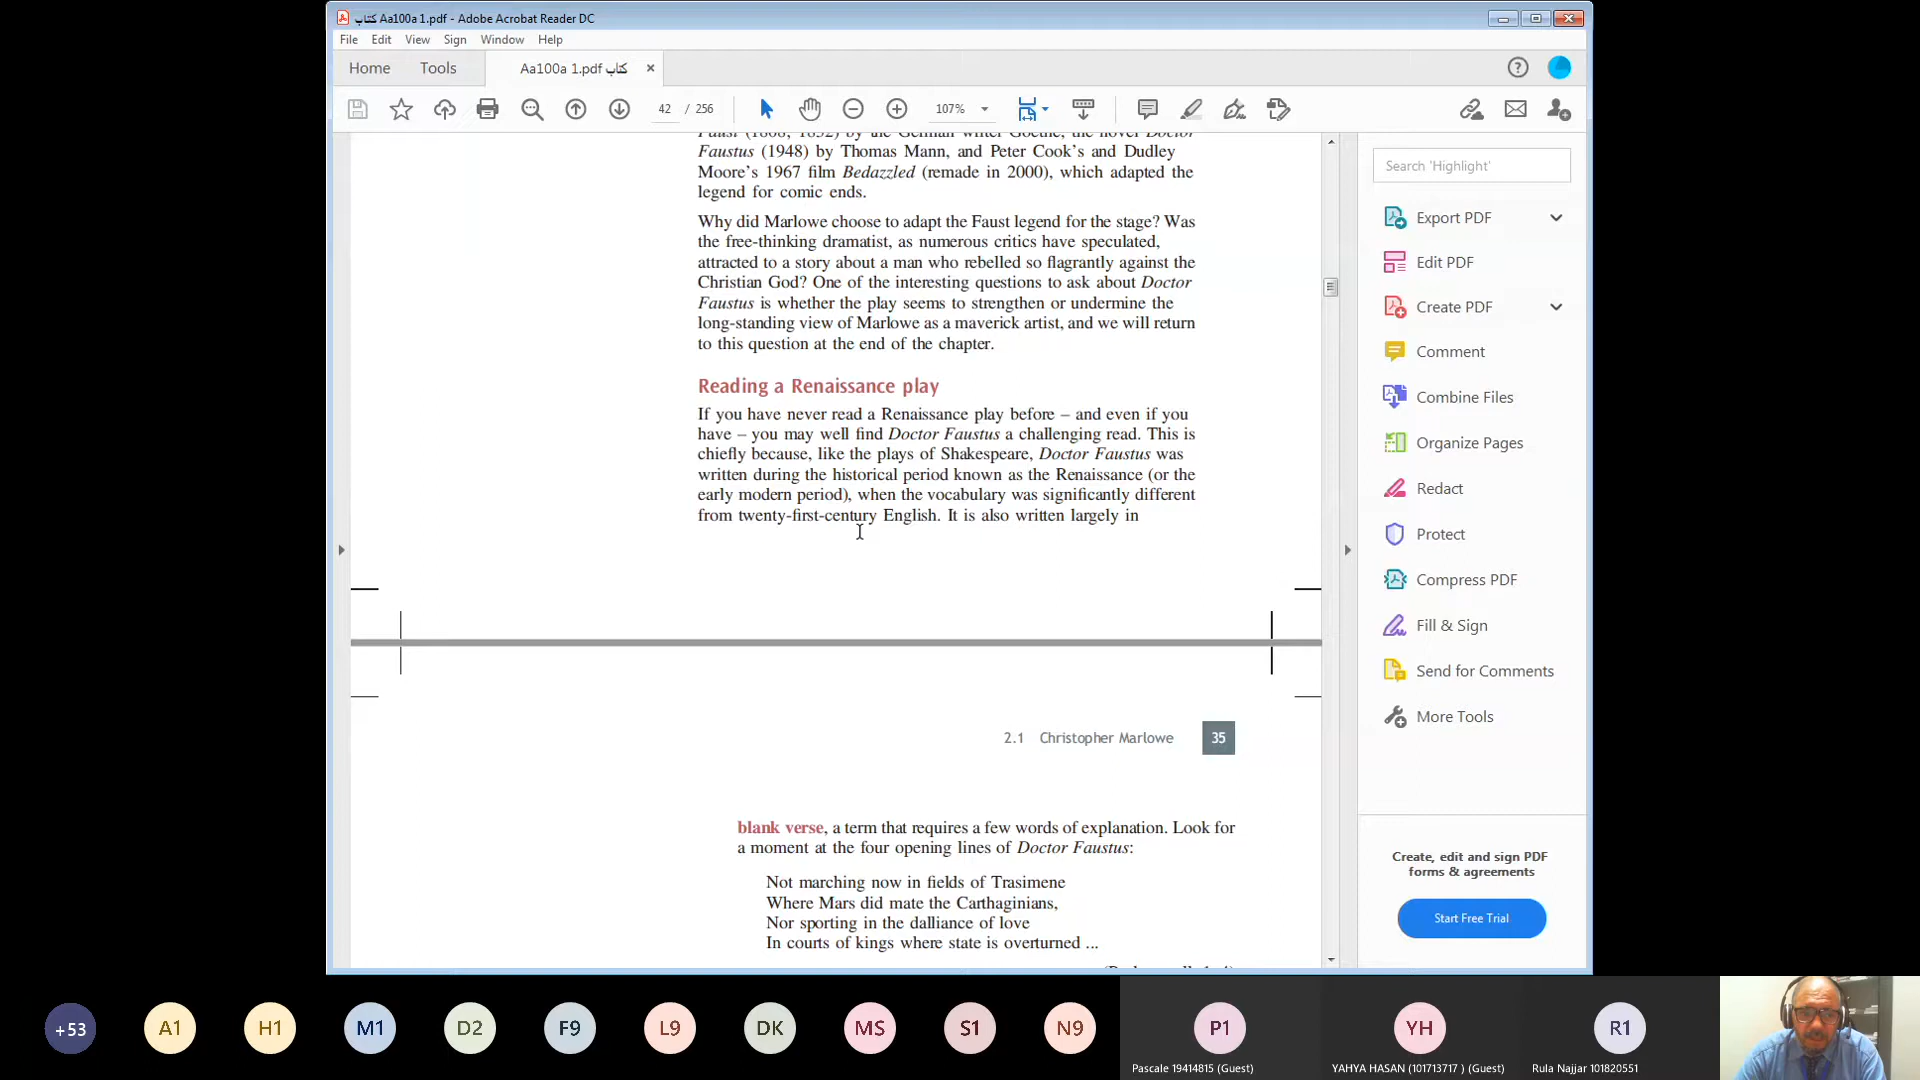 كتاب Aa100a 1.pdf - Adobe Acrobat Reader DC
File Edit View Sign Window Help
Home Tools Aa100a 1.pdf كتاب
42 / 256 107%
Faust (1808, 1832) by the German writer Goethe, the novel Doctor
Faustus (1948) by Thomas Mann, and Peter Cook's and Dudley
Moore's 1967 film Bedazzled (remade in 2000), which adapted the
legend for comic ends.
Why did Marlowe choose to adapt the Faust legend for the stage? Was
the free-thinking dramatist, as numerous critics have speculated,
attracted to a story about a man who rebelled so flagrantly against the
Christian God? One of the interesting questions to ask about Doctor
Faustus is whether the play seems to strengthen or undermine the
long-standing view of Marlowe as a maverick artist, and we will return
to this question at the end of the chapter.
Reading a Renaissance play
If you have never read a Renaissance play before – and even if you
have – you may well find Doctor Faustus a challenging read. This is
chiefly because, like the plays of Shakespeare, Doctor Faustus was
written during the historical period known as the Renaissance (or the
early modern period), when the vocabulary was significantly different
from twenty-first-century English. It is also written largely in
2.1 Christopher Marlowe 35
blank verse, a term that requires a few words of explanation. Look for
a moment at the four opening lines of Doctor Faustus:
Not marching now in fields of Trasimene
Where Mars did mate the Carthaginians,
Nor sporting in the dalliance of love
In courts of kings where state is overturned ...
Search 'Highlight'
Export PDF
Edit PDF
Create PDF
Comment
Combine Files
Organize Pages
Redact
Protect
Compress PDF
Fill & Sign
Send for Comments
More Tools
Create, edit and sign PDF
forms & agreements
Start Free Trial
+53 A1 H1 M1 D2 F9 L9 DK MS S1 N9 P1 YH R1
Pascale 19414815 (Guest) YAHYA HASAN (101713717 ) (Guest) Rula Najjar 101820551